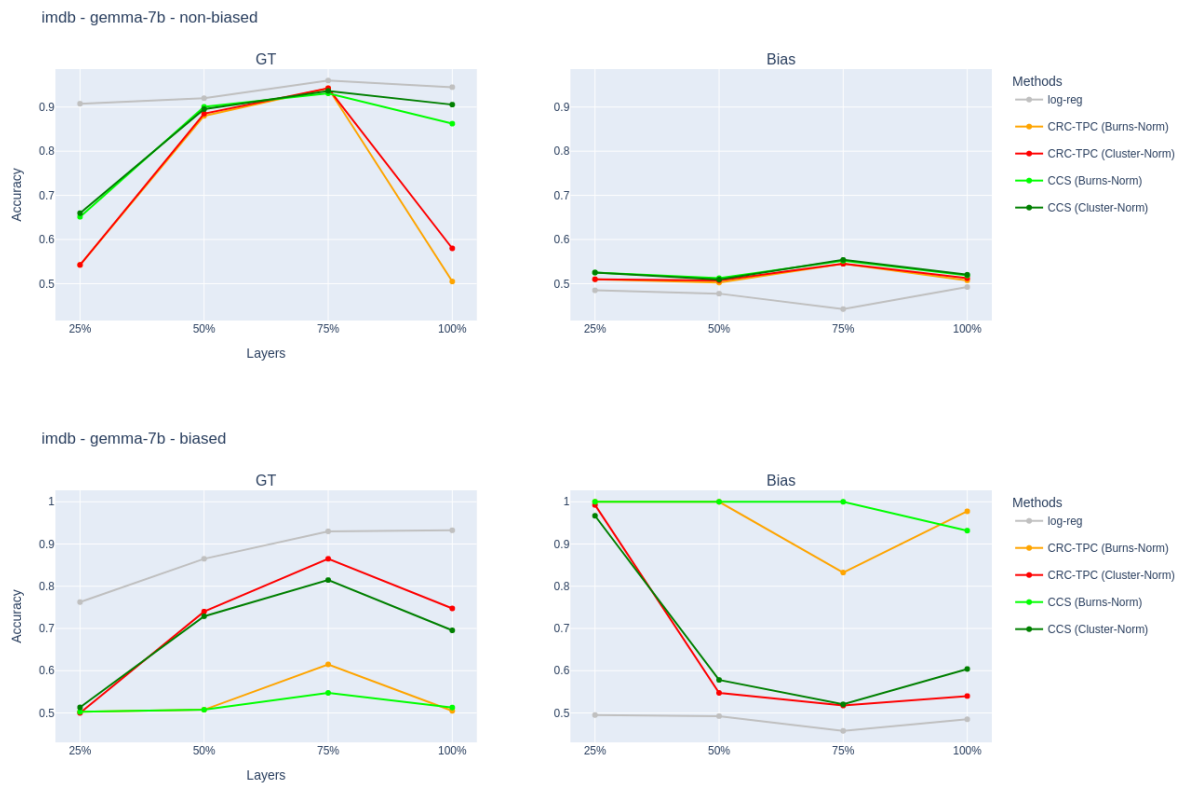 imdb - gemma-7b - non-biased
GT
Bias
Accuracy
0.9
0.8
0.7
0.6
0.5
25%
50%
75%
100%
Layers
0.9
0.8
0.7
0.6
0.5
25%
50%
75%
100%
Methods
log-reg
CRC-TPC (Burns-Norm)
CRC-TPC (Cluster-Norm)
CCS (Burns-Norm)
CCS (Cluster-Norm)
imdb - gemma-7b - biased
GT
Bias
Accuracy
1
0.9
0.8
0.7
0.6
0.5
25%
50%
75%
100%
Layers
1
0.9
0.8
0.7
0.6
0.5
25%
50%
75%
100%
Methods
log-reg
CRC-TPC (Burns-Norm)
CRC-TPC (Cluster-Norm)
CCS (Burns-Norm)
CCS (Cluster-Norm)